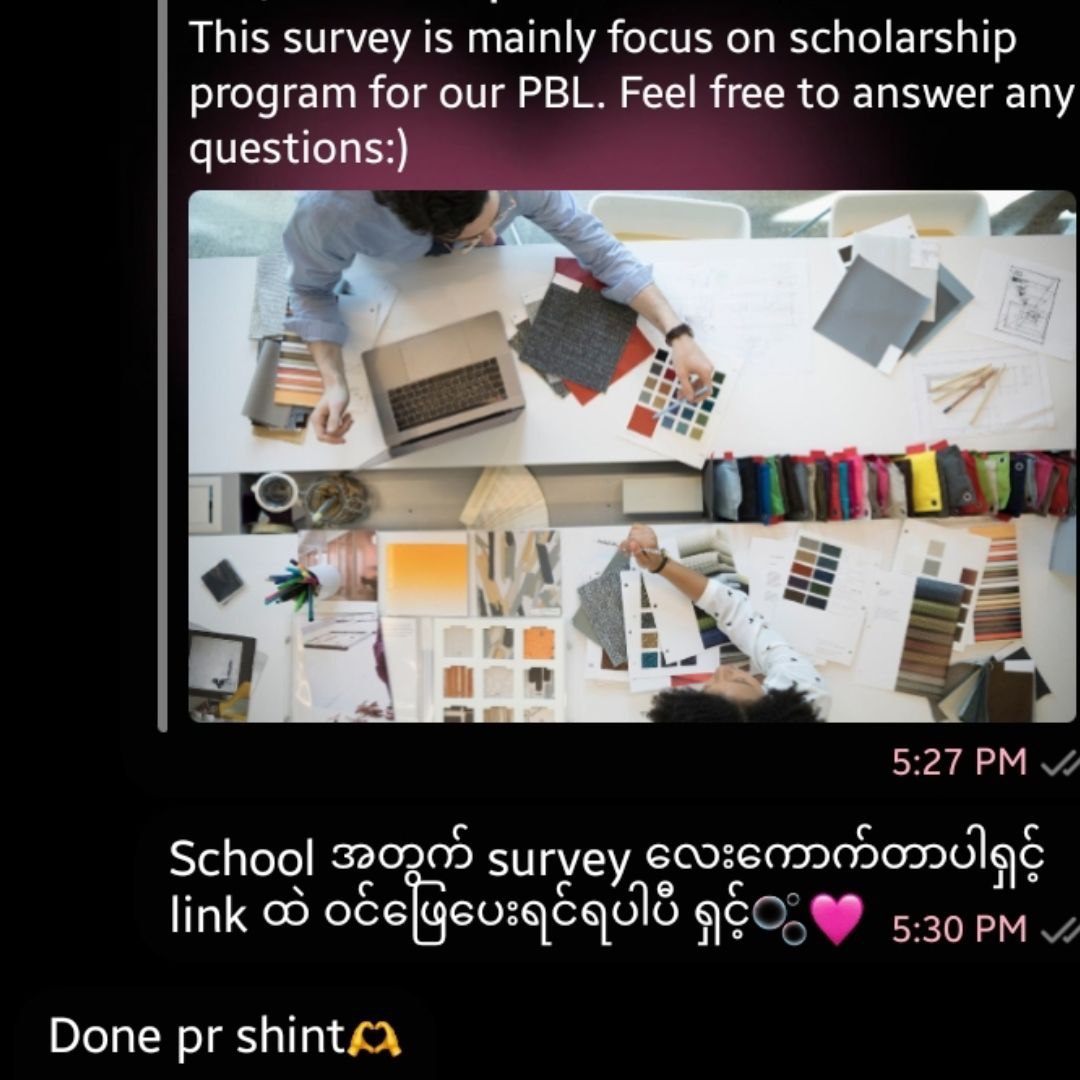 This survey is mainly focus on scholarship
program for our PBL. Feel free to answer any
questions:)
5:27 PM
School အတွက် survey လေးကောက်တာပါရှင့်
link ထဲ ဝင်ဖြေပေးရင်ရပါပီ ရှင့်🫧🩷 5:30 PM
Done pr shint🫶